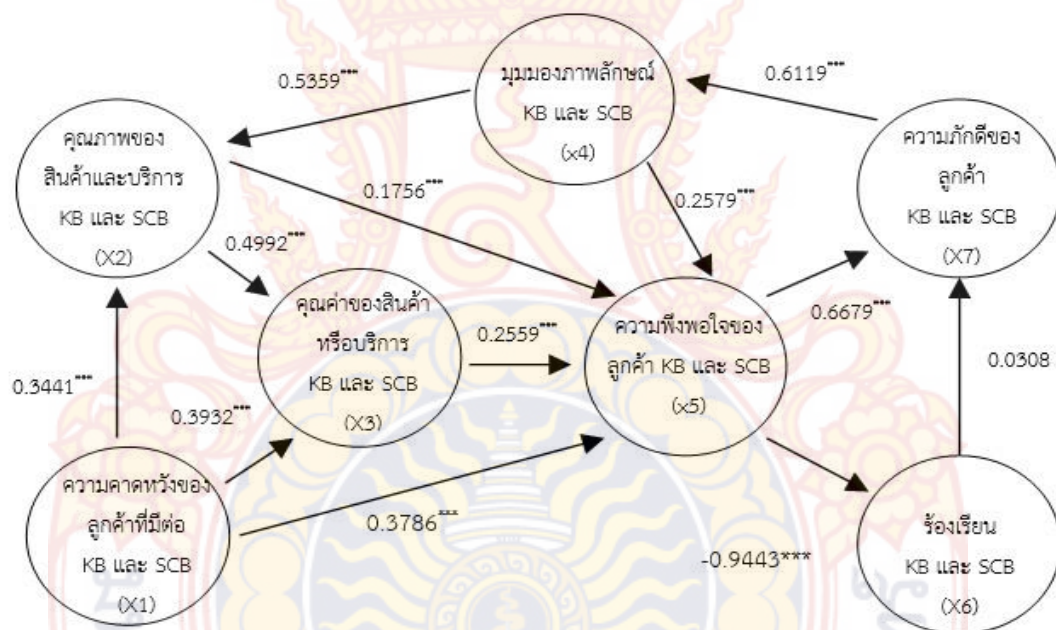 มุมมองภาพลักษณ์
KB และ SCB
(x4)
0.5359***
0.6119***
คุณภาพของ
สินค้าและบริการ
KB และ SCB
(X2)
ความภักดีของ
ลูกค้า
KB และ SCB
(X7)
0.1756***
0.2579***
0.4992***
คุณค่าของสินค้า
หรือบริการ
KB และ SCB
(X3)
0.2559***
ความพึงพอใจของ
ลูกค้า KB และ SCB
(x5)
0.6679***
0.3441***
0.3932***
0.0308
ความคาดหวังของ
ลูกค้าที่มีต่อ
KB และ SCB
(X1)
0.3786***
-0.9443***
ร้องเรียน
KB และ SCB
(X6)